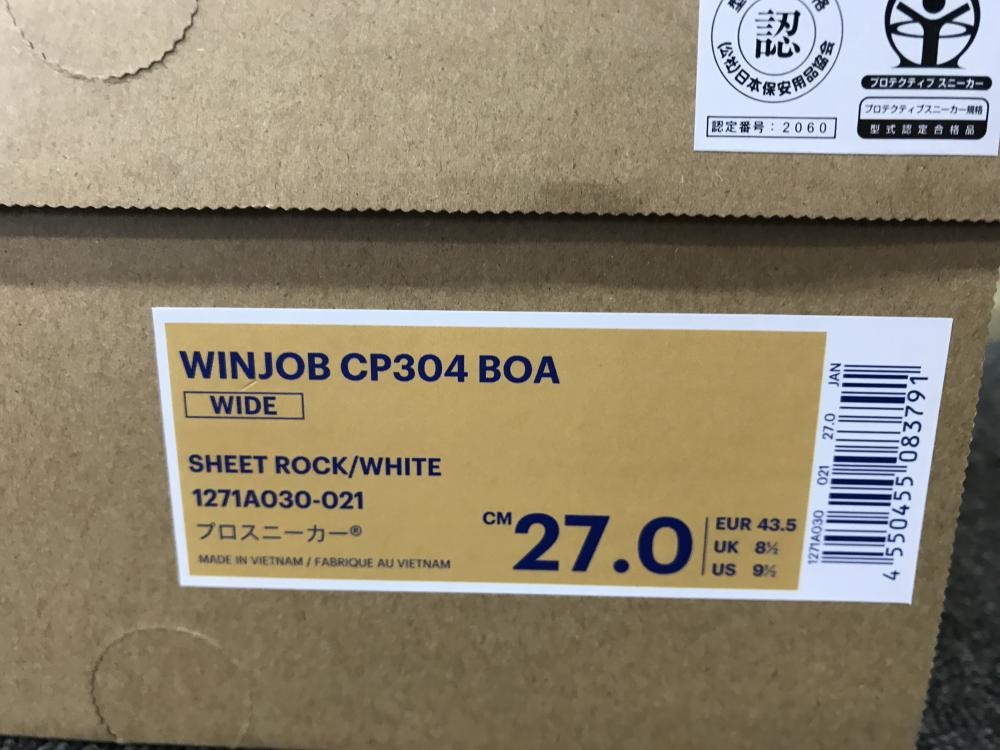 認
(公社)日本保安用品協会
認定番号:2060
プロテクティブ スニーカー
プロテクティブスニーカー規格
型式認定合格品
WINJOB CP304 BOA
WIDE
SHEET ROCK/WHITE
1271A030-021
プロスニーカー®
MADE IN VIETNAM / FABRIQUE AU VIETNAM
CM 27.0
EUR 43.5
UK 8½
US 9½
1271A030 021 27.0 JAN
4 550455 083791